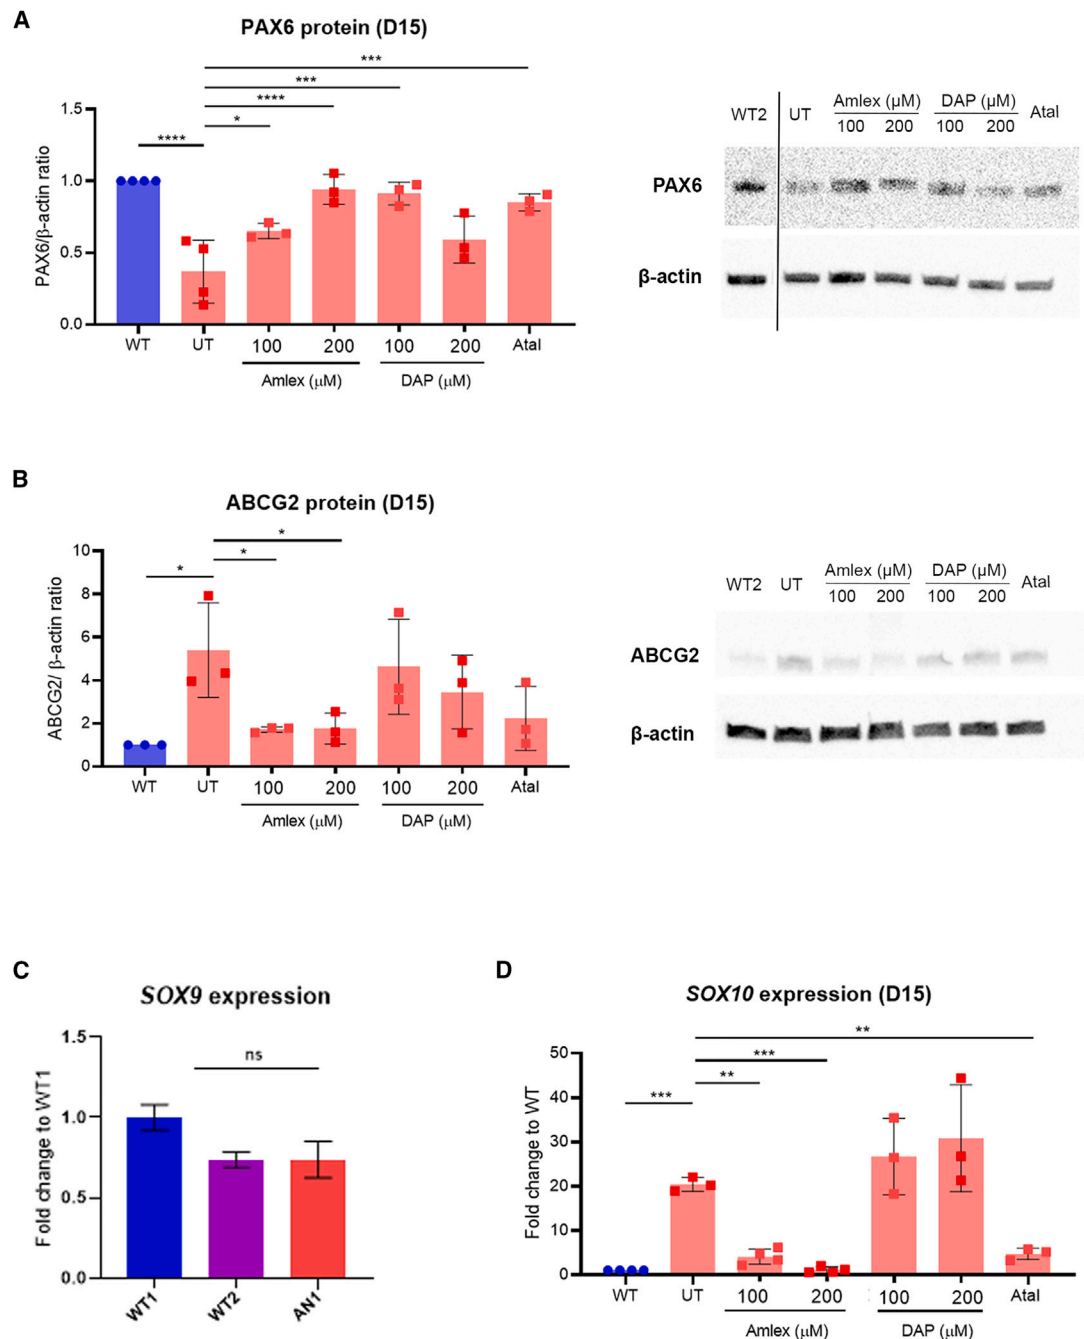 A
PAX6 protein (D15)
***
***
****
*
****
1.5
1.0
0.5
0.0
PAX6/β-actin ratio
WT UT 100 200 100 200 Atal
Amlex (μM) DAP (μM)
WT2 UT Amlex (μM) DAP (μM) Atal
100 200 100 200
PAX6
β-actin
B
ABCG2 protein (D15)
*
*
*
10
8
6
4
2
0
ABCG2/ β-actin ratio
WT UT 100 200 100 200 Atal
Amlex (μM) DAP (μM)
WT2 UT Amlex (μM) DAP (μM) Atal
100 200 100 200
ABCG2
β-actin
C
SOX9 expression
ns
1.5
1.0
0.5
0.0
Fold change to WT1
WT1 WT2 AN1
D
SOX10 expression (D15)
**
***
**
***
50
40
30
20
10
0
Fold change to WT
WT UT 100 200 100 200 Atal
Amlex (μM) DAP (μM)